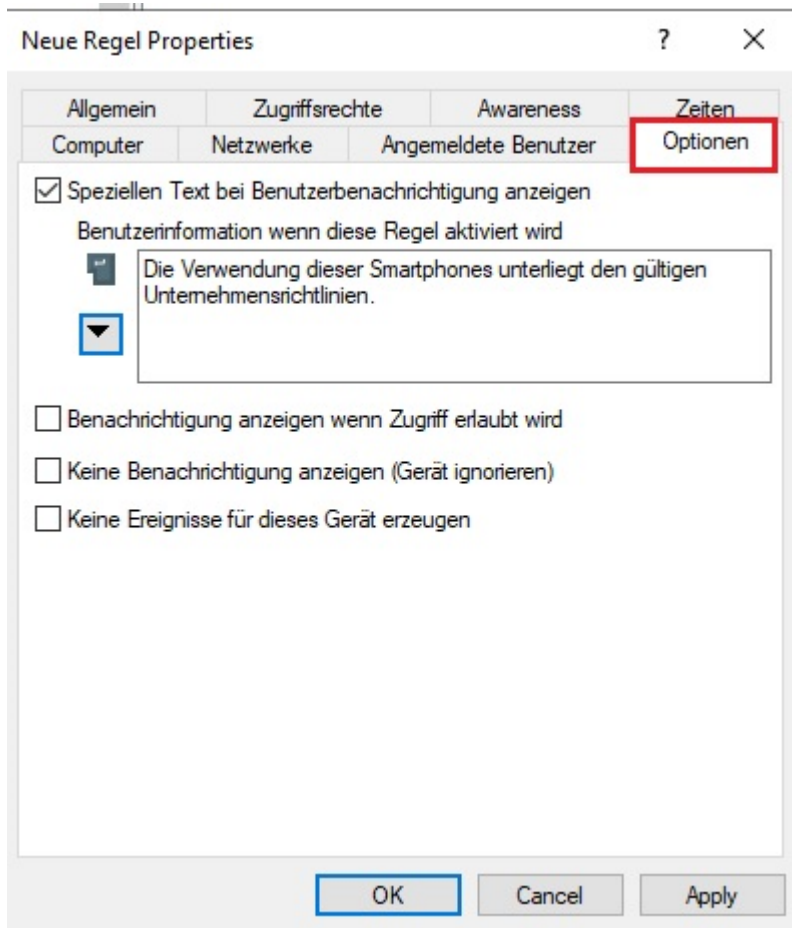 Neue Regel Properties
?
Allgemein Zugriffsrechte Awareness Zeiten
Computer Netzwerke Angemeldete Benutzer Optionen
Speziellen Text bei Benutzerbenachrichtigung anzeigen
Benutzerinformation wenn diese Regel aktiviert wird
Die Verwendung dieser Smartphones unterliegt den gültigen
Unternehmensrichtlinien.
Benachrichtigung anzeigen wenn Zugriff erlaubt wird
Keine Benachrichtigung anzeigen (Gerät ignorieren)
Keine Ereignisse für dieses Gerät erzeugen
OK Cancel Apply